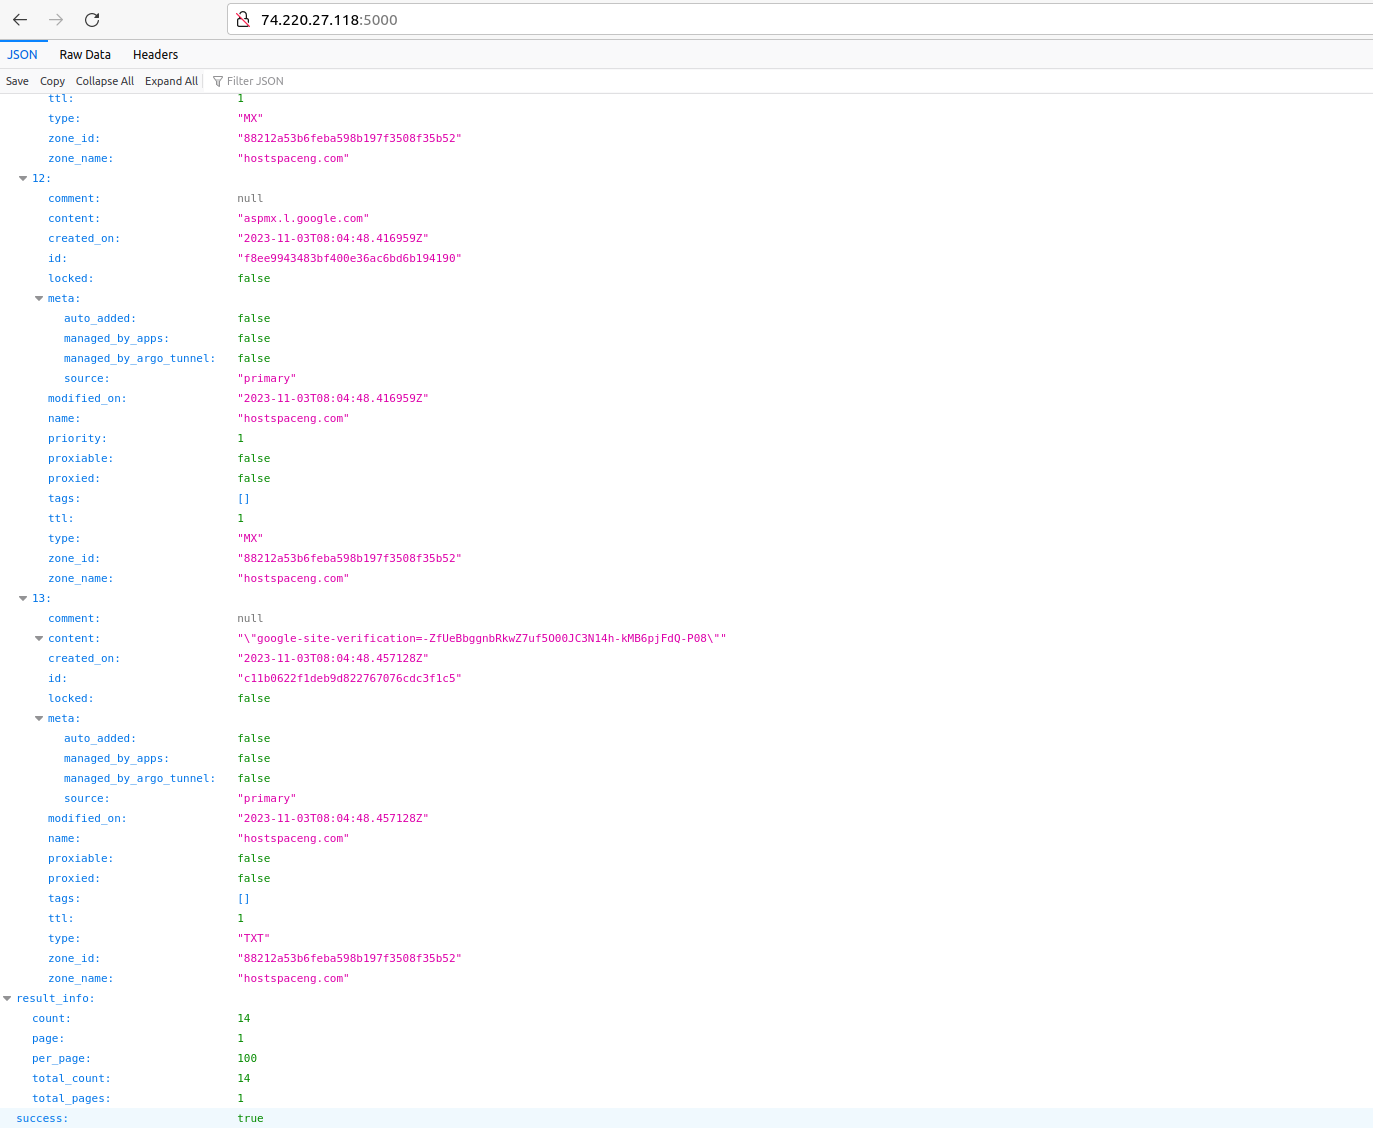 74.220.27.118:5000
JSON Raw Data Headers
Save Copy Collapse All Expand All Filter JSON
ttl: 1
type: "MX"
zone_id: "88212a53b6feba598b197f3508f35b52"
zone_name: "hostspaceng.com"
12:
comment: null
content: "aspmx.l.google.com"
created_on: "2023-11-03T08:04:48.416959Z"
id: "f8ee9943483bf400e36ac6bd6b194190"
locked: false
meta:
auto_added: false
managed_by_apps: false
managed_by_argo_tunnel: false
source: "primary"
modified_on: "2023-11-03T08:04:48.416959Z"
name: "hostspaceng.com"
priority: 1
proxiable: false
proxied: false
tags: []
ttl: 1
type: "MX"
zone_id: "88212a53b6feba598b197f3508f35b52"
zone_name: "hostspaceng.com"
13:
comment: null
content: "\"google-site-verification=-ZfUeBbggnbRkwZ7uf5O00JC3N14h-kMB6pjFdQ-P08\""
created_on: "2023-11-03T08:04:48.457128Z"
id: "c11b0622f1deb9d822767076cdc3f1c5"
locked: false
meta:
auto_added: false
managed_by_apps: false
managed_by_argo_tunnel: false
source: "primary"
modified_on: "2023-11-03T08:04:48.457128Z"
name: "hostspaceng.com"
proxiable: false
proxied: false
tags: []
ttl: 1
type: "TXT"
zone_id: "88212a53b6feba598b197f3508f35b52"
zone_name: "hostspaceng.com"
result_info:
count: 14
page: 1
per_page: 100
total_count: 14
total_pages: 1
success: true